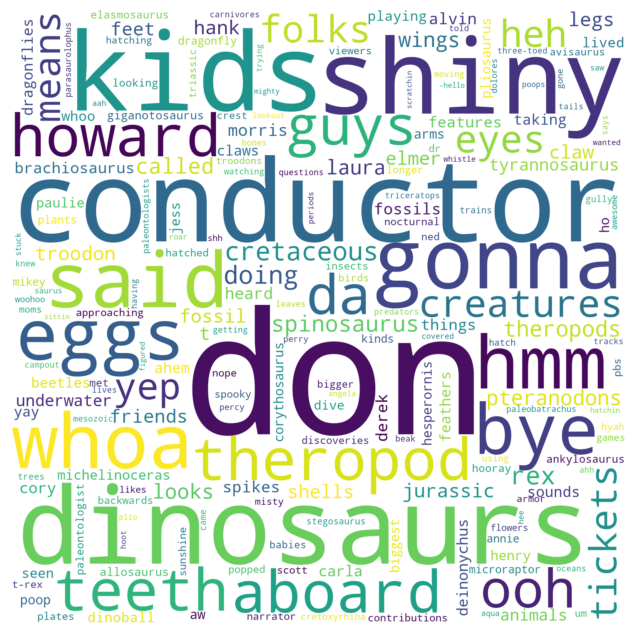 elasmosaurus carnivores playing alvin legs
hatching told hank folks wings heh lived
dragonflies means parasaurolophus feet dragonfly trying viewers three-toed avisaurus saw
looking triassic kids shiny pliosaurus gone dolores
aah mighty moving -hello poops tails says
whoo crest lookout scratchin
giganotosaurus bones guys features taking wanted
howard morris troodons watching arms dr eyes
claws elmer claw
brachiosaurus called laura questions longer whistle tyrannosaurus
conductor
paulie plants paleontologists jess roar shh hatched periods fossils nocturnal triceratops trains ned ho awesome gully
stuck knew mikey troodon said cretaceous insects birds gonna
saurus woohoo moms having doing heard leaves da creatures
approaching fossil getting spinosaurus predators things theropods
sittin t figured perry kinds covered hatch tracks
campout eggs ahem don hmm
lives met beetles nope bigger angela pteranodons pbs
underwater yep spooky percy corythosaurus dive derek hesperornis feathers paleobatrachus hatchin
yay mesozoic friends discoveries beak bye hyah games
whoa theropod hooray using ankylosaurus ahh
trees michelinoceras likes misty rex
cory backwards looks spikes shells jurassic sounds armor
paleontologist plio came stegosaurus flowers
dinosaurs hoot sunshine babies biggest deinonychus microraptor annie hee tickets
seen allosaurus popped carla henry oceans
t-rex teeth aboard ooh animals
poop scott aqua um
plates dinoball aw narrator cretoxyrhina contributions